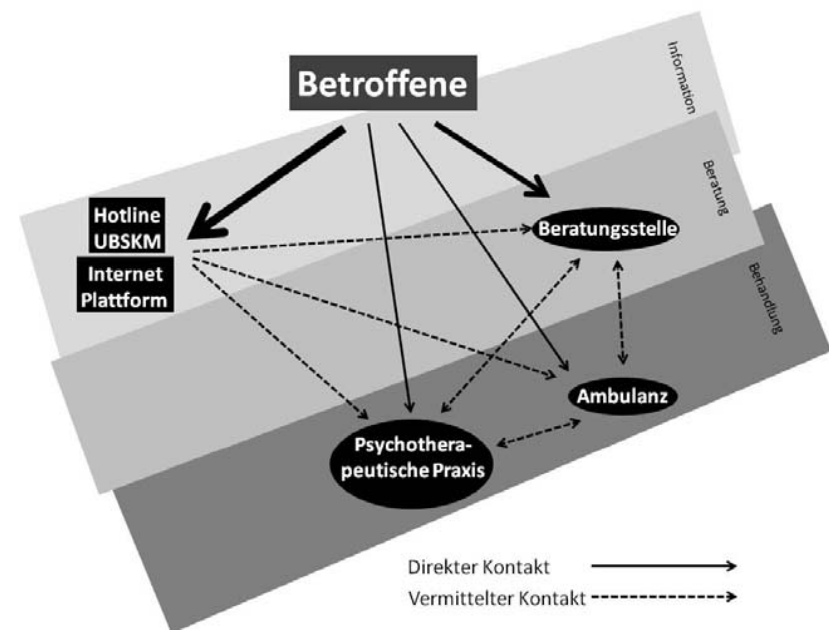 Betroffene
Information
Hotline
UBSKM
Internet
Plattform
Beratung
Beratungsstelle
Behandlung
Ambulanz
Psychothera-
peutische Praxis
Direkter Kontakt
Vermittelter Kontakt